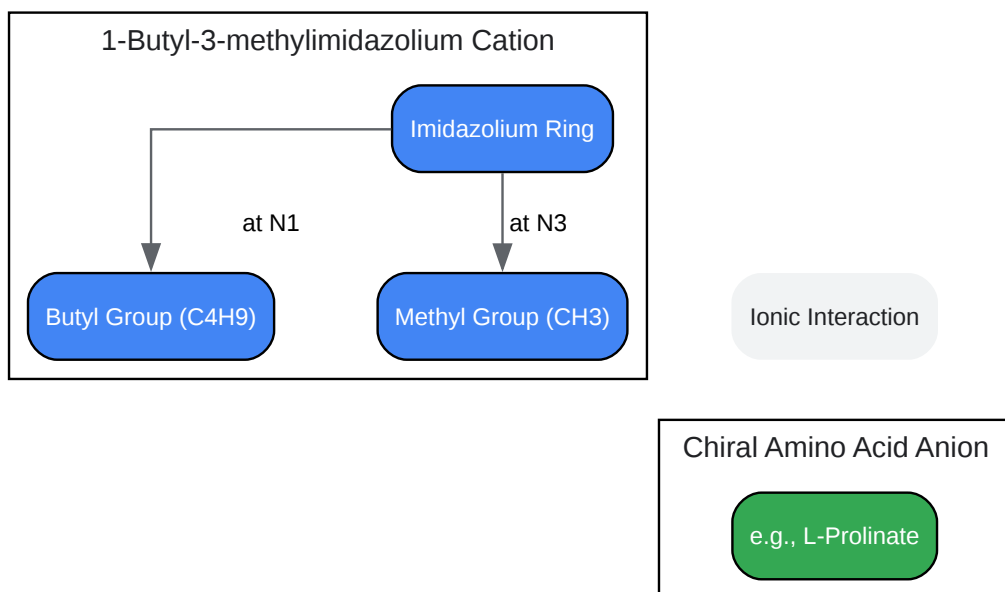 1-Butyl-3-methylimidazolium Cation
Imidazolium Ring
at N1
at N3
Butyl Group (C4H9)
Methyl Group (CH3)
Ionic Interaction
Chiral Amino Acid Anion
e.g., L-Prolinate